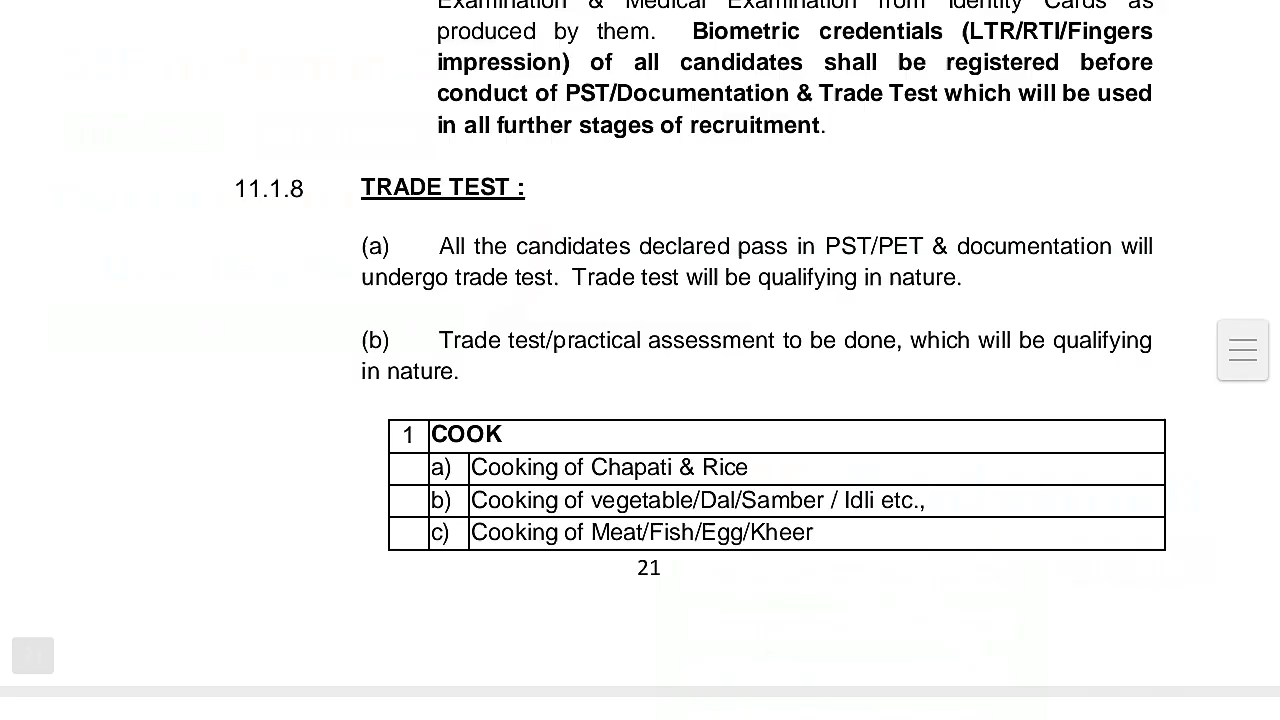 Examination & Medical Examination from Identity Cards as
produced by them. Biometric credentials (LTR/RTI/Fingers
impression) of all candidates shall be registered before
conduct of PST/Documentation & Trade Test which will be used
in all further stages of recruitment.
11.1.8 TRADE TEST :
(a) All the candidates declared pass in PST/PET & documentation will
undergo trade test. Trade test will be qualifying in nature.
(b) Trade test/practical assessment to be done, which will be qualifying
in nature.
1 COOK
a) Cooking of Chapati & Rice
b) Cooking of vegetable/Dal/Samber / Idli etc.,
c) Cooking of Meat/Fish/Egg/Kheer
21